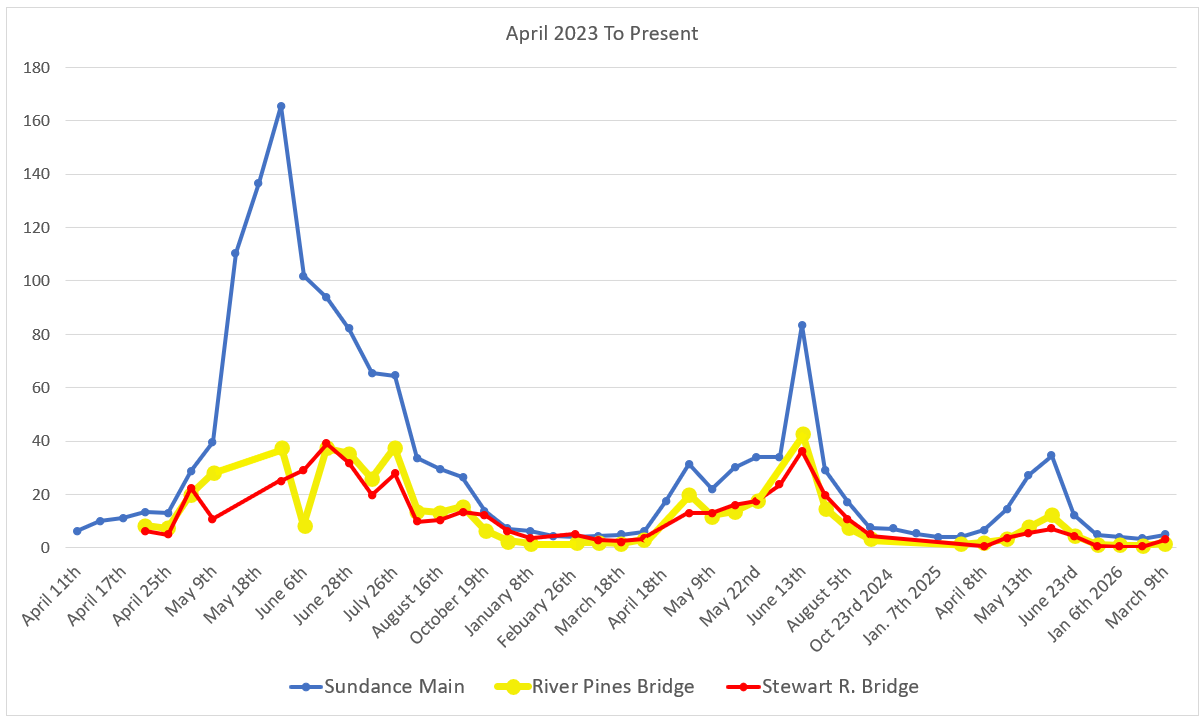 April 2023 To Present
180
160
140
120
100
80
60
40
20
0
April 11th
April 17th
April 25th
May 9th
May 18th
June 6th
June 28th
July 26th
August 16th
October 19th
January 8th
Febuary 26th
March 18th
April 18th
May 9th
May 22nd
June 13th
August 5th
Oct 23rd 2024
Jan. 7th 2025
April 8th
May 13th
June 23rd
Jan 6th 2026
March 9th
Sundance Main River Pines Bridge Stewart R. Bridge